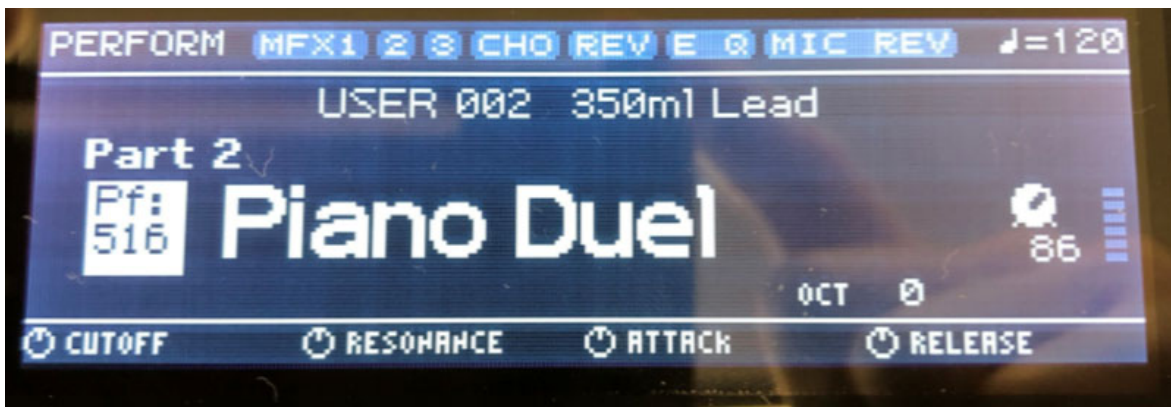 PERFORM MFX1 2 3 CHO REV E Q MIC REV ♩=120
USER 002 350ml Lead
Part 2
Pf:
516
Piano Duel
86
OCT 0
CUTOFF RESONANCE ATTACK RELEASE